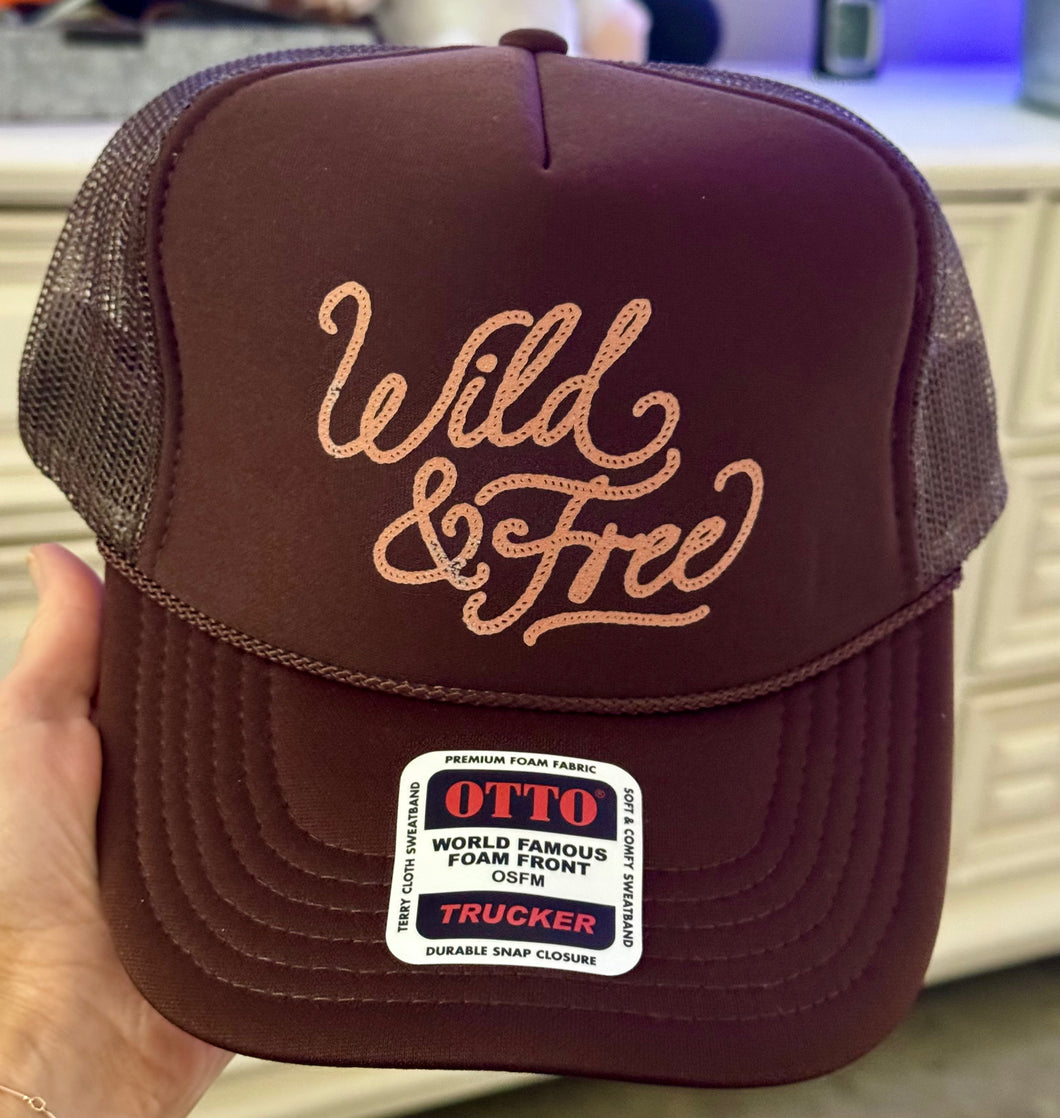 Wild
& Free
PREMIUM FOAM FABRIC
OTTO®
WORLD FAMOUS
FOAM FRONT
OSFM
TRUCKER
DURABLE SNAP CLOSURE
TERRY CLOTH SWEATBAND
SOFT & COMFY SWEATBAND